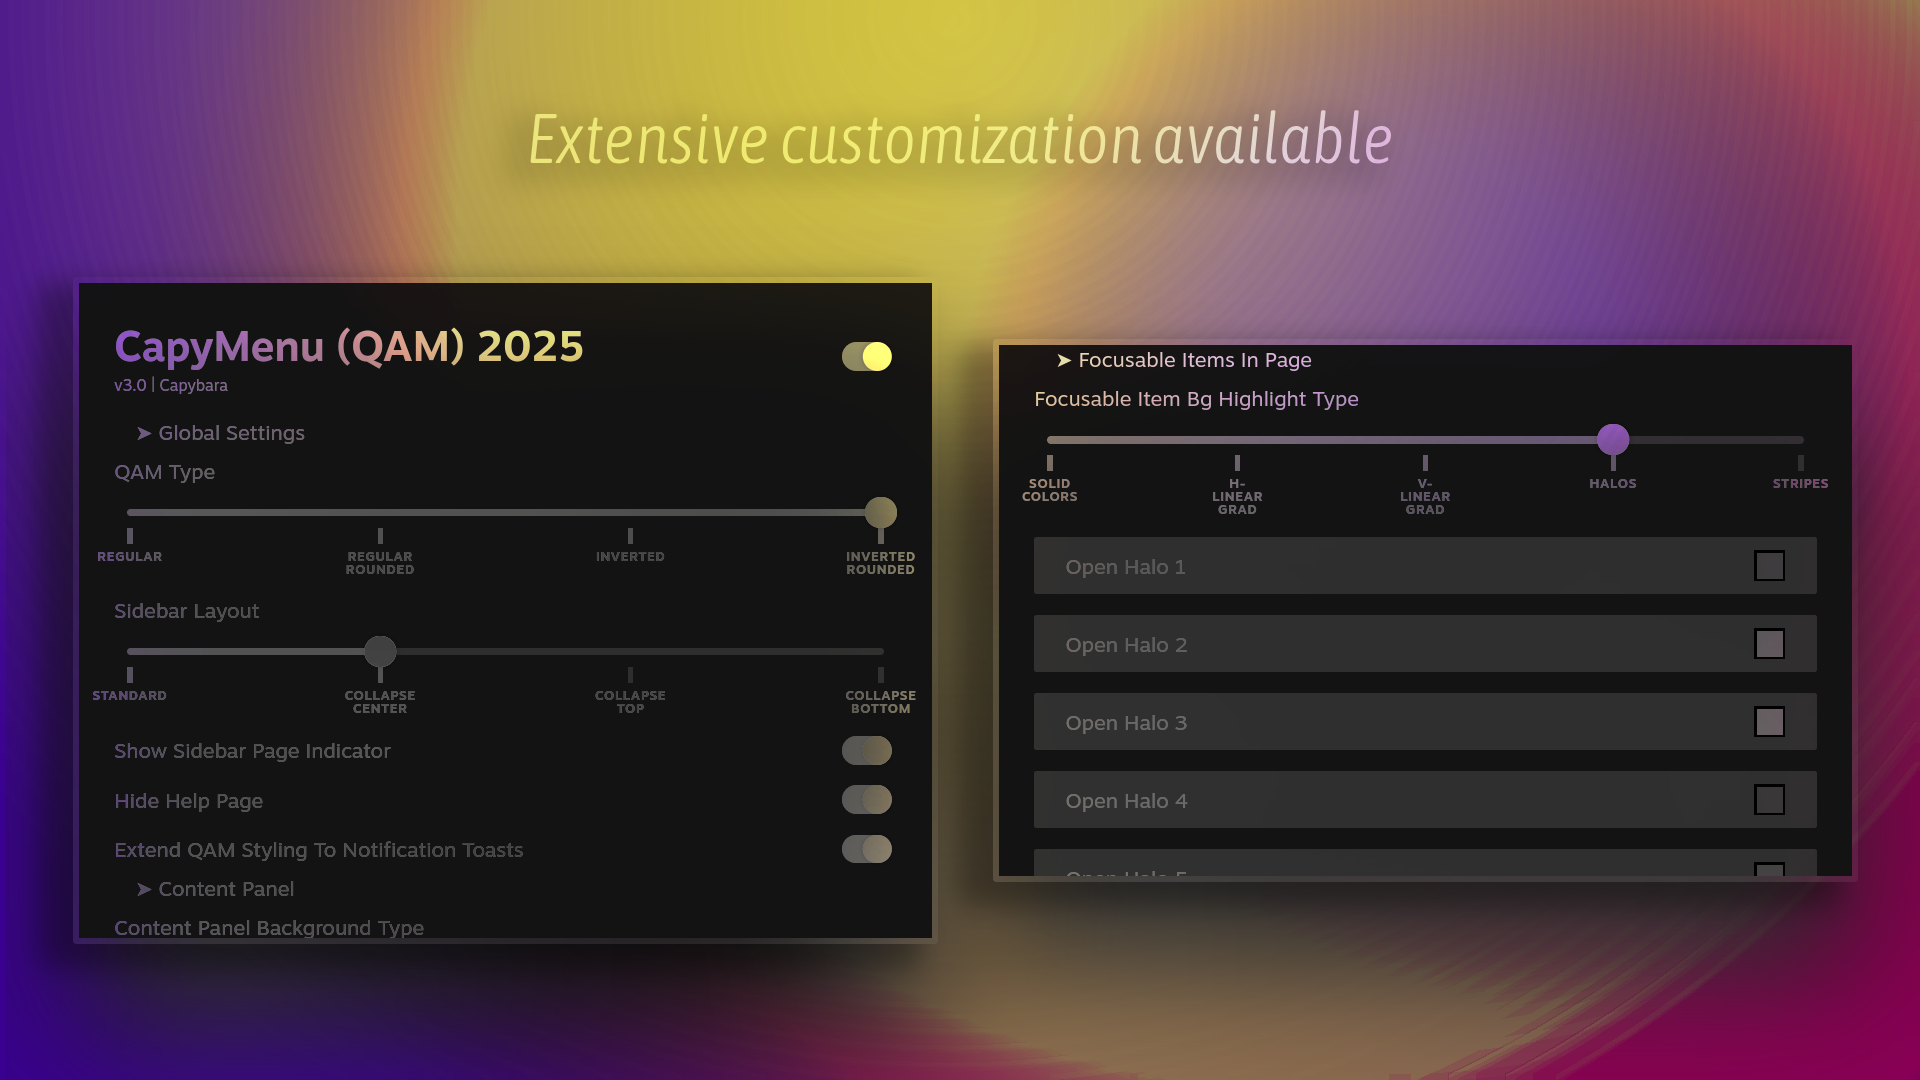 Extensive customization available
CapyMenu (QAM) 2025
v3.0 | Capybara
➤ Global Settings
QAM Type
REGULAR
REGULAR
ROUNDED
INVERTED
INVERTED
ROUNDED
Sidebar Layout
STANDARD
COLLAPSE
CENTER
COLLAPSE
TOP
COLLAPSE
BOTTOM
Show Sidebar Page Indicator
Hide Help Page
Extend QAM Styling To Notification Toasts
➤ Content Panel
Content Panel Background Type
➤ Focusable Items In Page
Focusable Item Bg Highlight Type
SOLID
COLORS
H-
LINEAR
GRAD
V-
LINEAR
GRAD
HALOS
STRIPES
Open Halo 1
Open Halo 2
Open Halo 3
Open Halo 4
Open Halo 5